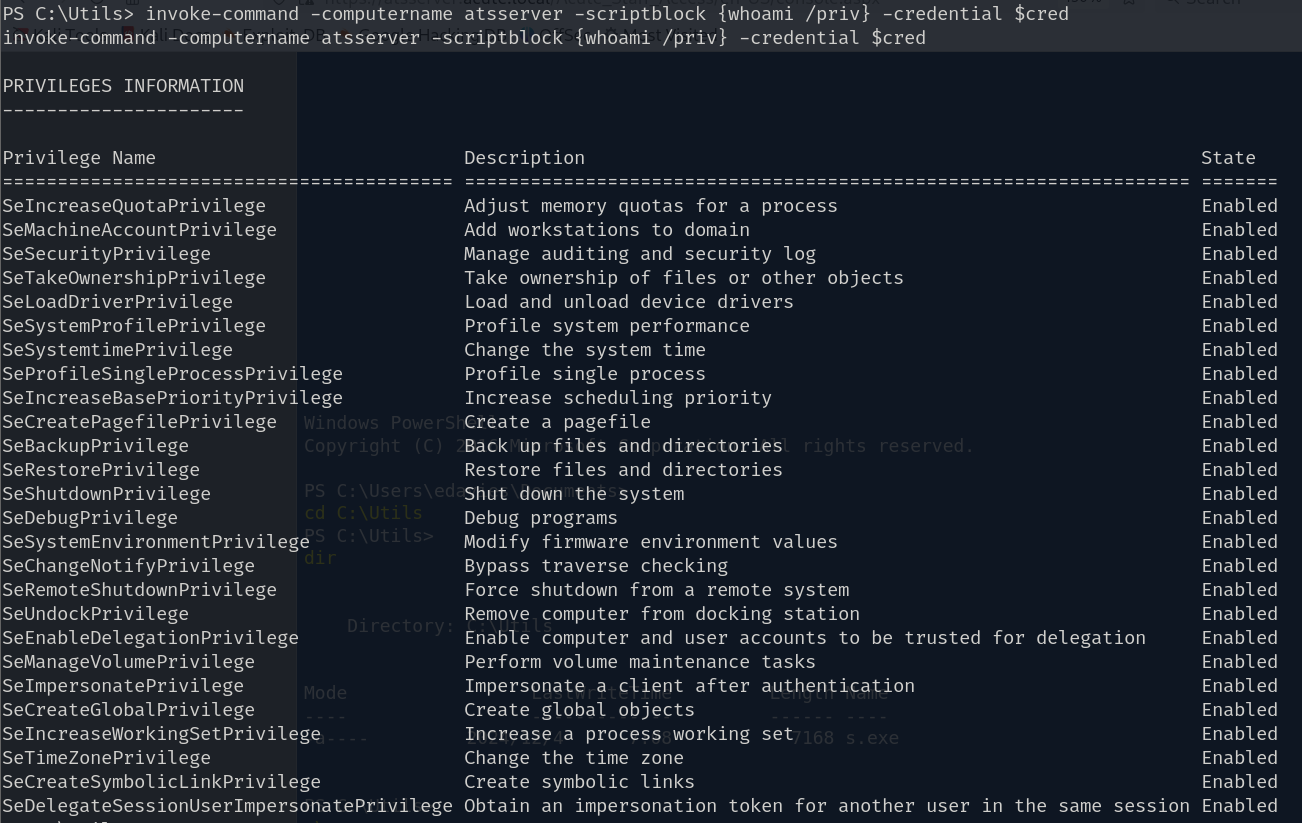 PS C:\Utils> invoke-command -computername atsserver -scriptblock {whoami /priv} -credential $cred
invoke-command -computername atsserver -scriptblock {whoami /priv} -credential $cred
PRIVILEGES INFORMATION
----------------------
Privilege Name Description State
========================================= ================================================================== =======
SeIncreaseQuotaPrivilege Adjust memory quotas for a process Enabled
SeMachineAccountPrivilege Add workstations to domain Enabled
SeSecurityPrivilege Manage auditing and security log Enabled
SeTakeOwnershipPrivilege Take ownership of files or other objects Enabled
SeLoadDriverPrivilege Load and unload device drivers Enabled
SeSystemProfilePrivilege Profile system performance Enabled
SeSystemtimePrivilege Change the system time Enabled
SeProfileSingleProcessPrivilege Profile single process Enabled
SeIncreaseBasePriorityPrivilege Increase scheduling priority Enabled
SeCreatePagefilePrivilege Create a pagefile Enabled
SeBackupPrivilege Back up files and directories Enabled
SeRestorePrivilege Restore files and directories Enabled
SeShutdownPrivilege Shut down the system Enabled
SeDebugPrivilege Debug programs Enabled
SeSystemEnvironmentPrivilege Modify firmware environment values Enabled
SeChangeNotifyPrivilege Bypass traverse checking Enabled
SeRemoteShutdownPrivilege Force shutdown from a remote system Enabled
SeUndockPrivilege Remove computer from docking station Enabled
SeEnableDelegationPrivilege Enable computer and user accounts to be trusted for delegation Enabled
SeManageVolumePrivilege Perform volume maintenance tasks Enabled
SeImpersonatePrivilege Impersonate a client after authentication Enabled
SeCreateGlobalPrivilege Create global objects Enabled
SeIncreaseWorkingSetPrivilege Increase a process working set Enabled
SeTimeZonePrivilege Change the time zone Enabled
SeCreateSymbolicLinkPrivilege Create symbolic links Enabled
SeDelegateSessionUserImpersonatePrivilege Obtain an impersonation token for another user in the same session Enabled
Windows PowerShell
Copyright (C) Microsoft All rights reserved.
PS
cd C:\Utils
PS C:\Utils>
dir
Directory: C:\Utils
Mode LastWriteTime Length Name
---- ------ ----
7168 s.exe